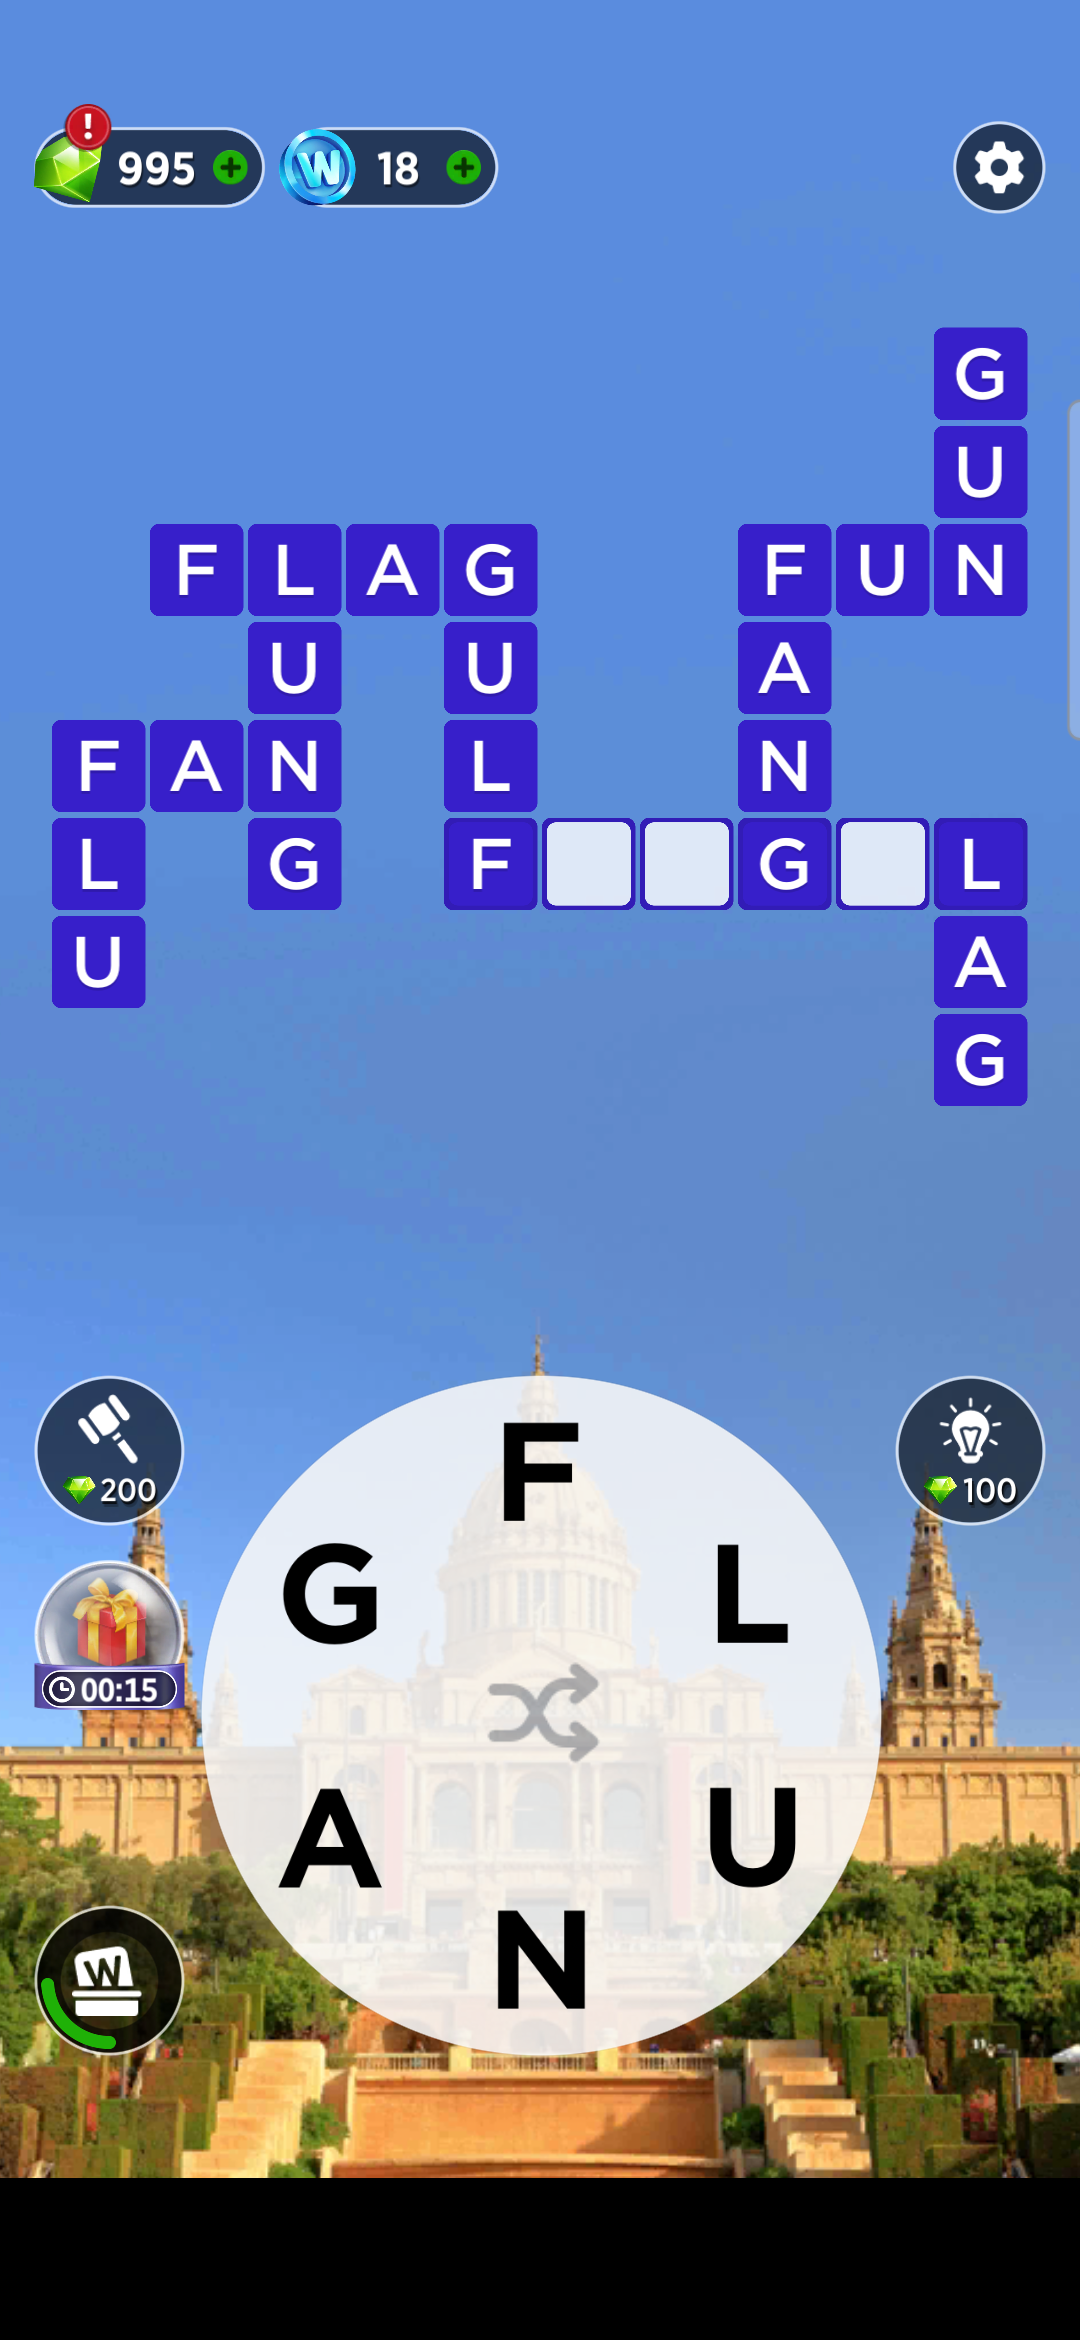 ! 995 + W 18 +
G
U
F L A G F U N
U U A
F A N L N
L G F G L
U A
G
200 100
F
G L
00:15
A U
N
W